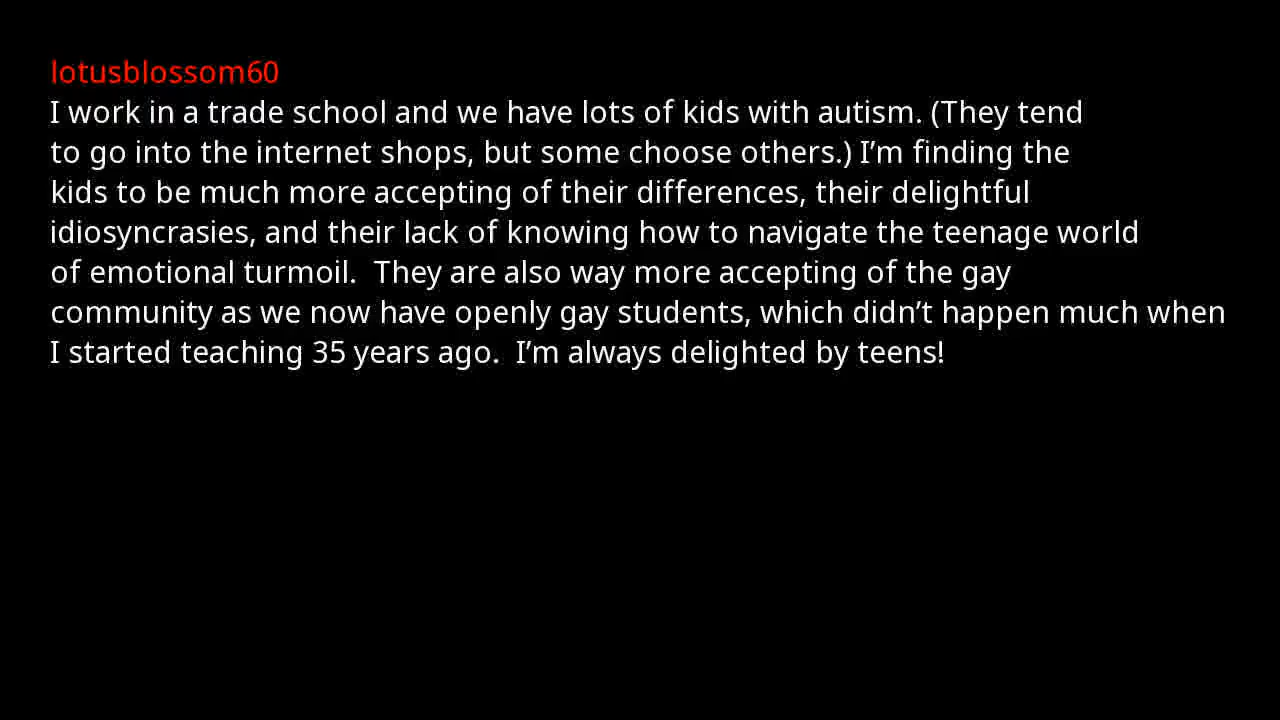 lotusblossom60
I work in a trade school and we have lots of kids with autism. (They tend
to go into the internet shops, but some choose others.) I’m finding the
kids to be much more accepting of their differences, their delightful
idiosyncrasies, and their lack of knowing how to navigate the teenage world
of emotional turmoil.  They are also way more accepting of the gay
community as we now have openly gay students, which didn’t happen much when
I started teaching 35 years ago.  I’m always delighted by teens!